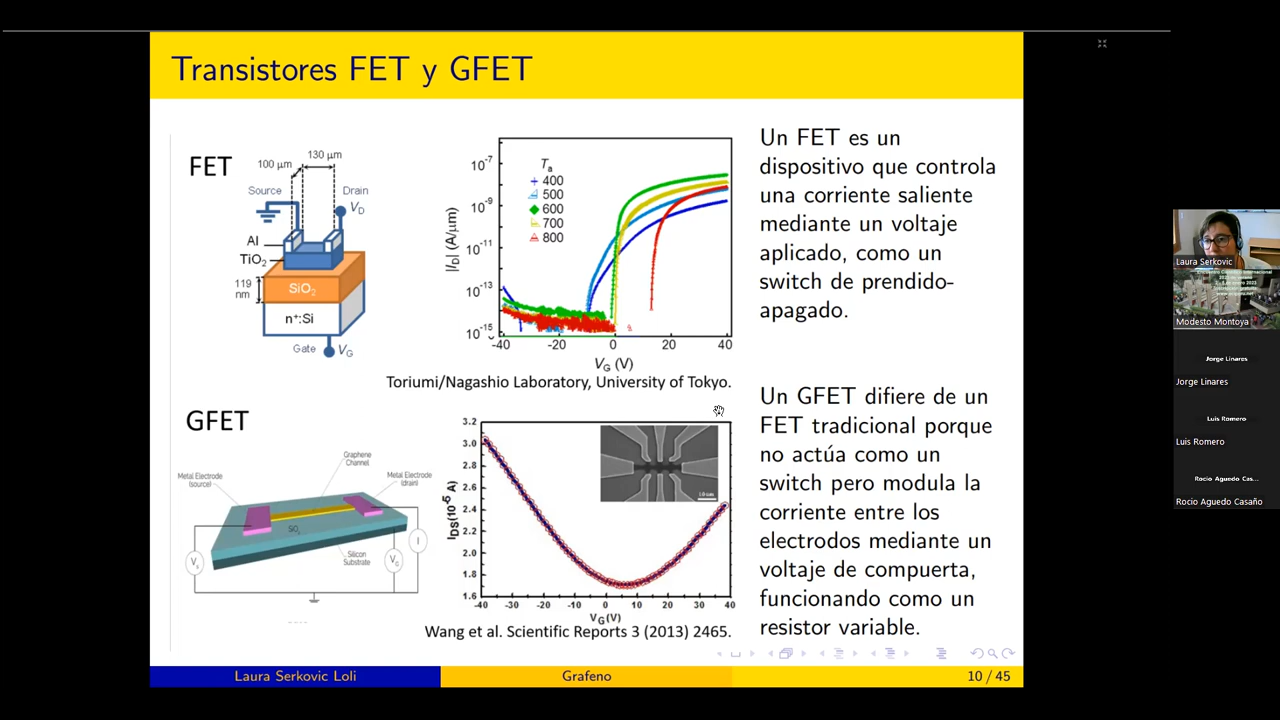 Transistores FET y GFET
FET
100 μm
130 μm
Source
Drain
V_D
Al
TiO₂
119
nm
SiO₂
n⁺:Si
Gate
V_G
|I_D| (A/μm)
10⁻⁷
10⁻⁹
10⁻¹¹
10⁻¹³
10⁻¹⁵
T_a
400
500
600
700
800
-40
-20
0
20
40
V_G (V)
Toriumi/Nagashio Laboratory, University of Tokyo.
Un FET es un
dispositivo que controla
una corriente saliente
mediante un voltaje
aplicado, como un
switch de prendido-
apagado.
GFET
Graphene
Channel
Metal Electrode
(source)
Metal Electrode
(drain)
Silicon
Substrate
V_G
I
I_DS(10⁻⁶ A)
3.2
3.0
2.8
2.6
2.4
2.2
2.0
1.8
1.6
-40 -30 -20 -10 0 10 20 30 40
V_G(V)
Wang et al. Scientific Reports 3 (2013) 2465.
Un GFET difiere de un
FET tradicional porque
no actúa como un
switch pero modula la
corriente entre los
electrodos mediante un
voltaje de compuerta,
funcionando como un
resistor variable.
Laura Serkovic Loli
Grafeno
10 / 45
Laura Serkovic
Modesto Montoya
Jorge Linares
Jorge Linares
Luis Romero
Luis Romero
Rocio Aguedo Cas...
Rocio Aguedo Casaño